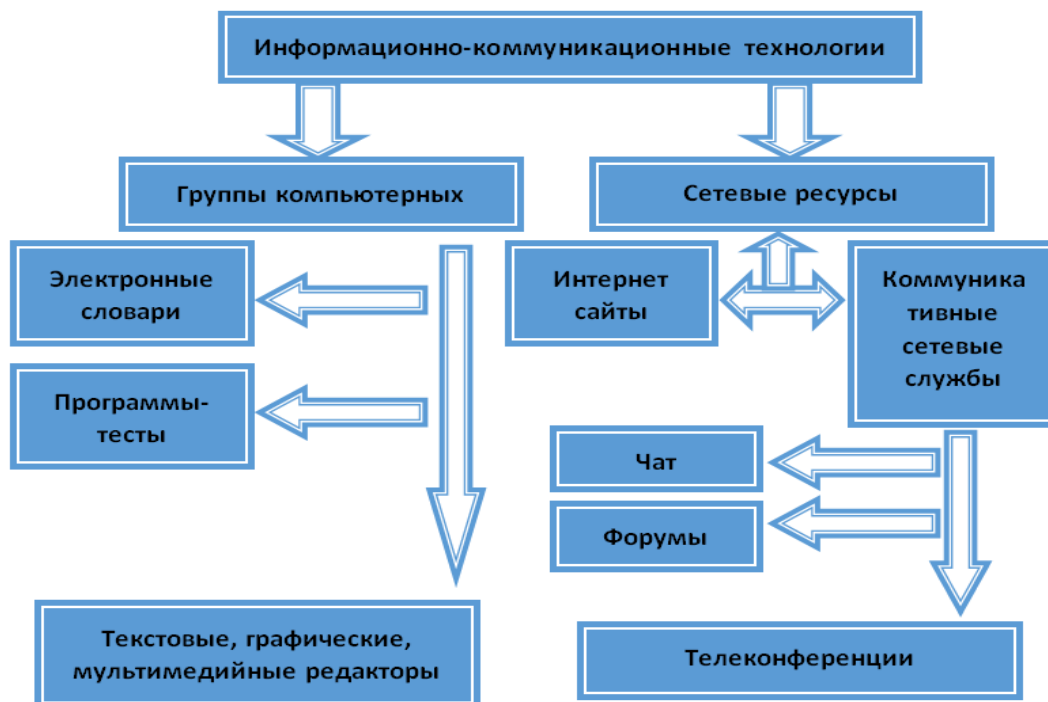 Информационно-коммуникационные технологии
Группы компьютерных
Сетевые ресурсы
Электронные
словари
Интернет
сайты
Коммуника
тивные
сетевые
службы
Программы-
тесты
Чат
Форумы
Текстовые, графические,
мультимедийные редакторы
Телеконференции